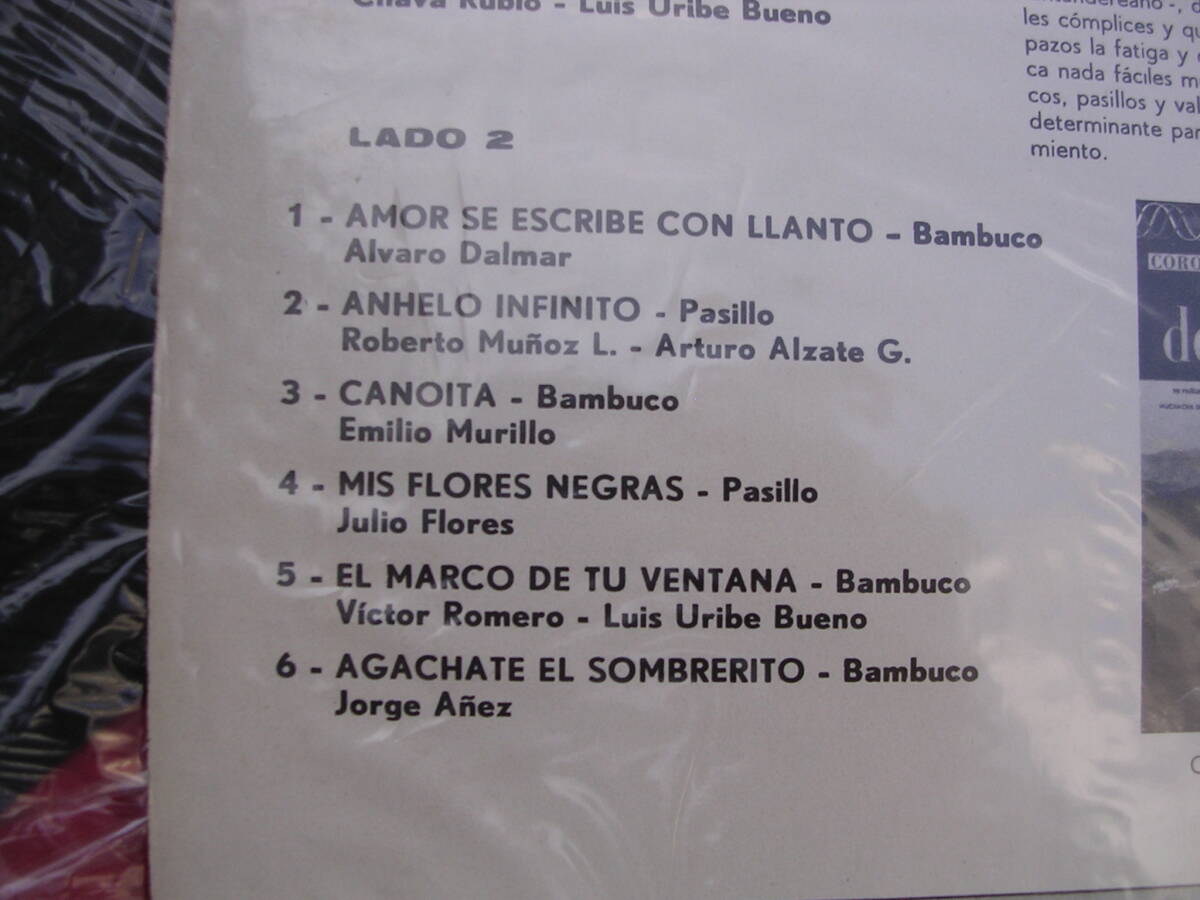 Chava Rubio - Luis Uribe Bueno
LADO 2
1 - AMOR SE ESCRIBE CON LLANTO - Bambuco
Alvaro Dalmar
2 - ANHELO INFINITO - Pasillo
Roberto Muñoz L. - Arturo Alzate G.
3 - CANOITA - Bambuco
Emilio Murillo
4 - MIS FLORES NEGRAS - Pasillo
Julio Flores
5 - EL MARCO DE TU VENTANA - Bambuco
Víctor Romero - Luis Uribe Bueno
6 - AGACHATE EL SOMBRERITO - Bambuco
Jorge Añez
les cómplices y
pazos la fatiga y
ca nada fáciles
cos, pasillos y
determinante
miento.